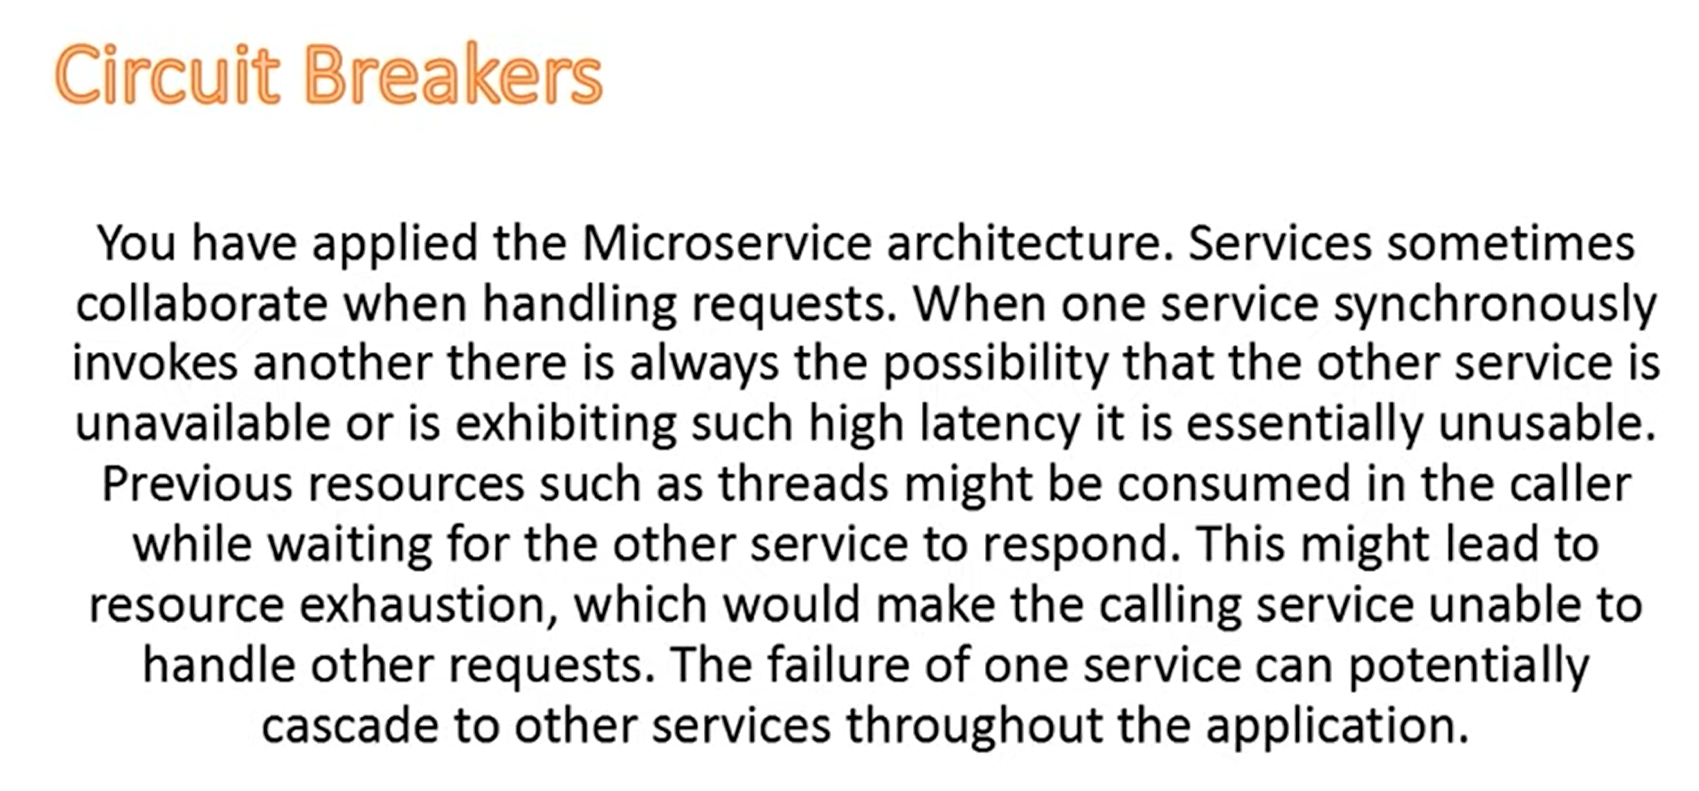 Circuit Breakers
You have applied the Microservice architecture. Services sometimes
collaborate when handling requests. When one service synchronously
invokes another there is always the possibility that the other service is
unavailable or is exhibiting such high latency it is essentially unusable.
Previous resources such as threads might be consumed in the caller
while waiting for the other service to respond. This might lead to
resource exhaustion, which would make the calling service unable to
handle other requests. The failure of one service can potentially
cascade to other services throughout the application.